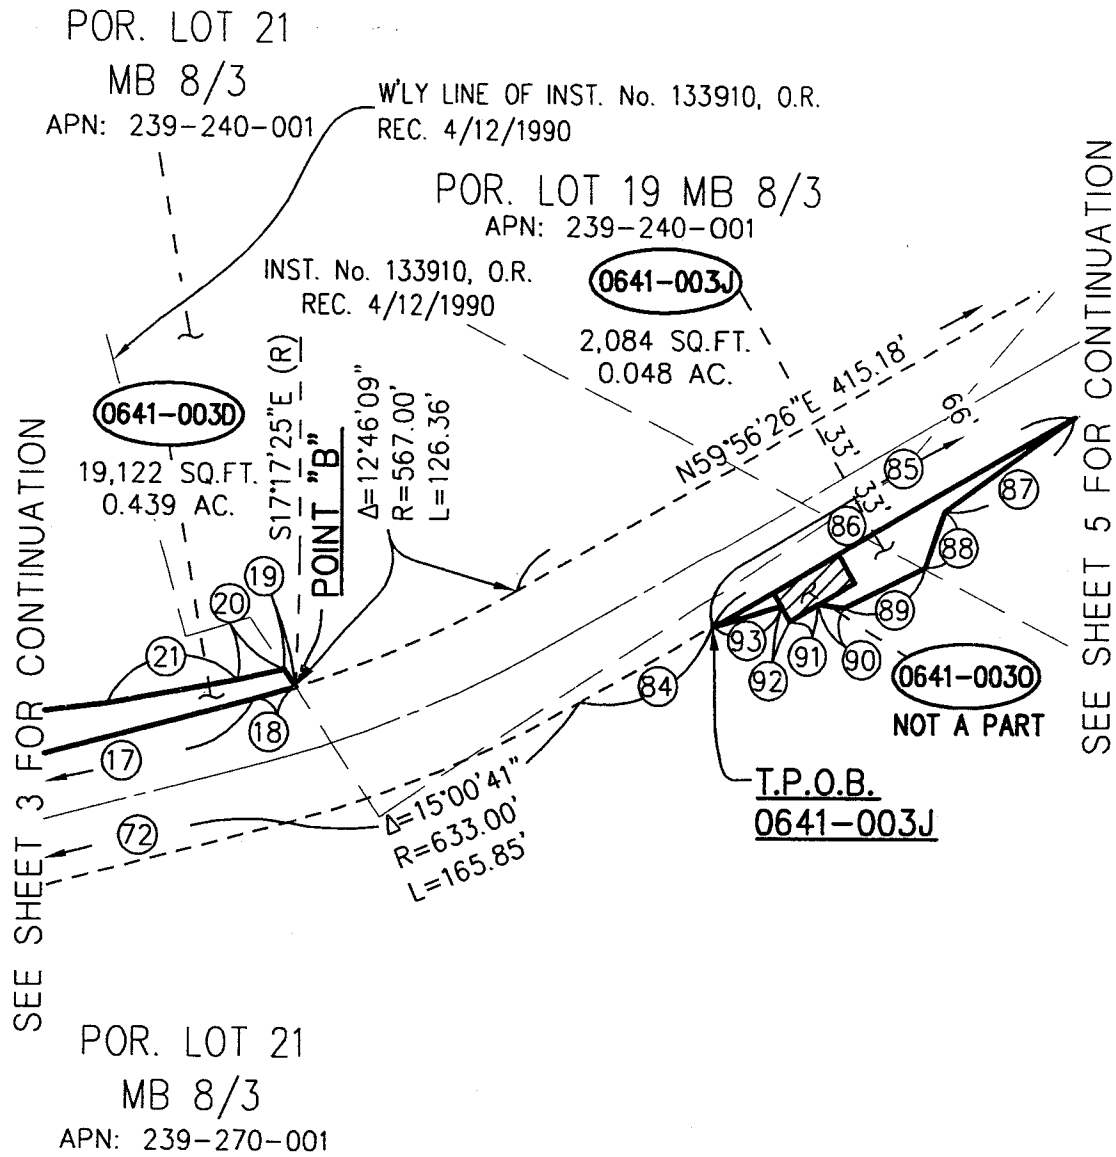 POR. LOT 21
MB 8/3
APN: 239-240-001
W'LY LINE OF INST. No. 133910, O.R.
REC. 4/12/1990
POR. LOT 19 MB 8/3
APN: 239-240-001
INST. No. 133910, O.R.
REC. 4/12/1990
0641-003J
2,084 SQ.FT.
0.048 AC.
0641-003D
19,122 SQ.FT.
0.439 AC.
S17°17'25"E (R)
POINT "B"
Δ=12°46'09"
R=567.00'
L=126.36'
N59°56'26"E 415.18'
66'
33'
33'
85
86
87
88
89
90
91
92
93
84
R
19
20
21
18
17
72
0641-003O
NOT A PART
T.P.O.B.
0641-003J
Δ=15°00'41"
R=633.00'
L=165.85'
SEE SHEET 3 FOR CONTINUATION
SEE SHEET 5 FOR CONTINUATION
POR. LOT 21
MB 8/3
APN: 239-270-001